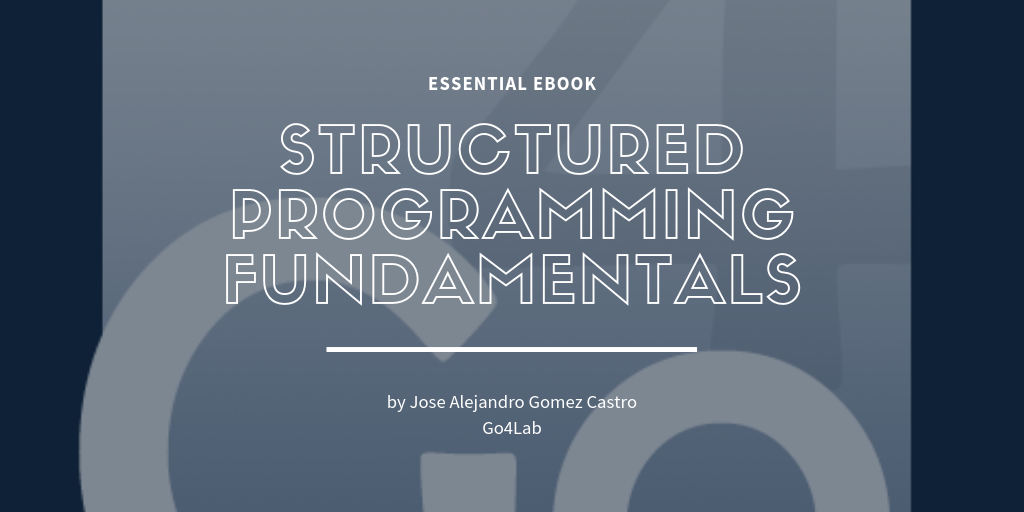 ESSENTIAL EBOOK
STRUCTURED
PROGRAMMING
FUNDAMENTALS
by Jose Alejandro Gomez Castro
Go4Lab